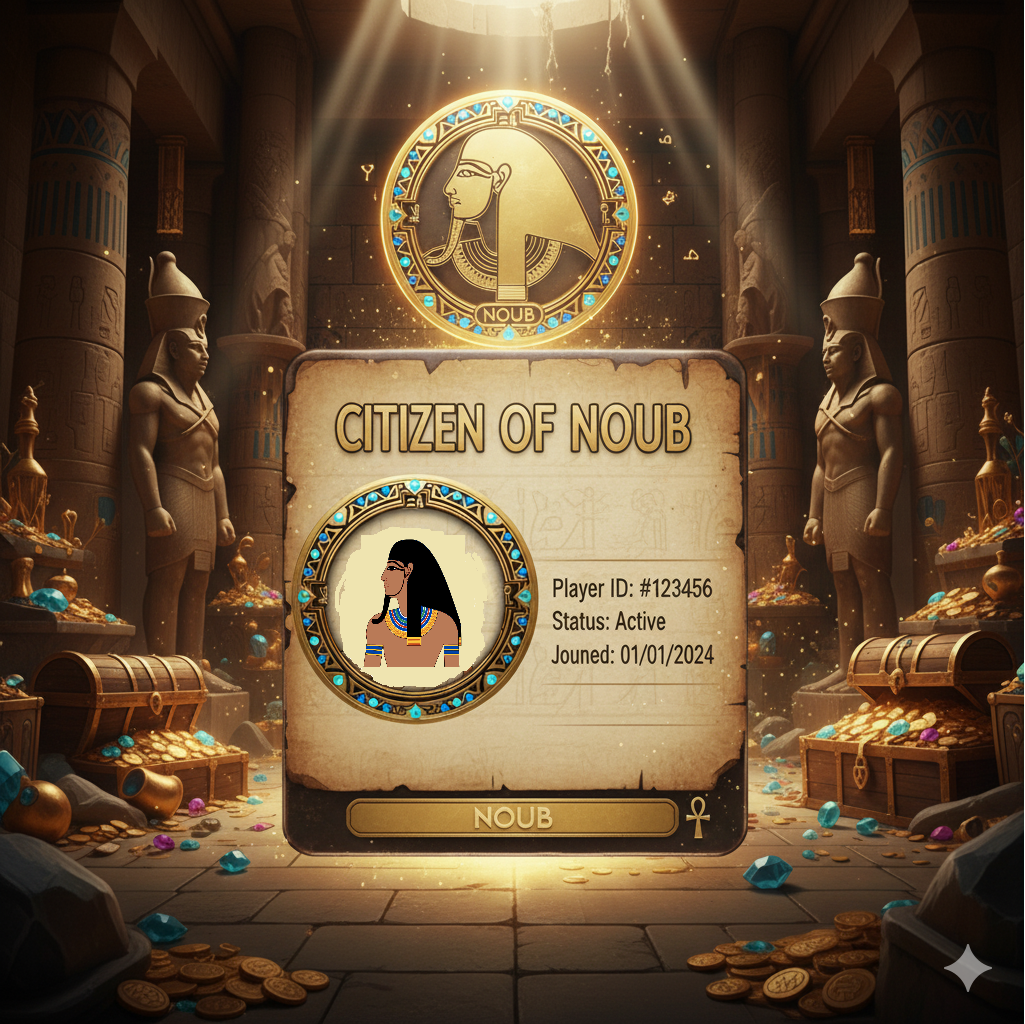 NOUB
CITIZEN OF NOUB
Player ID: #123456
Status: Active
Jouned: 01/01/2024
NOUB